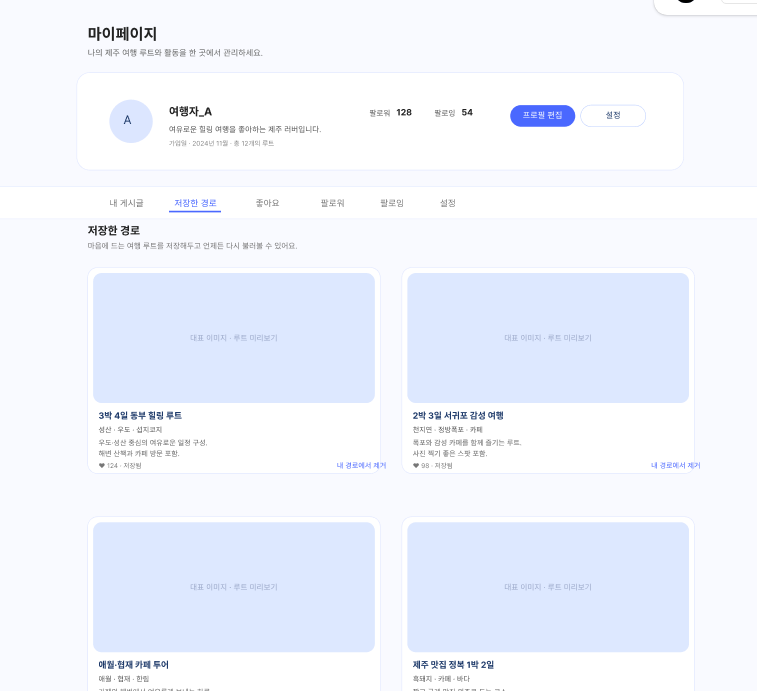 마이페이지
나의 제주 여행 루트와 활동을 한 곳에서 관리하세요.
A
여행자_A
여유로운 힐링 여행을 좋아하는 제주 러버입니다.
가입일 · 2024년 11월 · 총 12개의 루트
팔로워 128
팔로잉 54
프로필 편집
설정
내 게시글
저장한 경로
좋아요
팔로워
팔로잉
설정
저장한 경로
마음에 드는 여행 루트를 저장해두고 언제든 다시 불러볼 수 있어요.
대표 이미지 · 루트 미리보기
3박 4일 동부 힐링 루트
성산 · 우도 · 섭지코지
우도·성산 중심의 여유로운 일정 구성.
해변 산책과 카페 방문 포함.
♥ 124 · 저장됨
내 경로에서 제거
대표 이미지 · 루트 미리보기
2박 3일 서귀포 감성 여행
천지연 · 정방폭포 · 카페
폭포와 감성 카페를 함께 즐기는 루트.
사진 찍기 좋은 스팟 포함.
♥ 98 · 저장됨
내 경로에서 제거
대표 이미지 · 루트 미리보기
애월·협재 카페 투어
애월 · 협재 · 한림
대표 이미지 · 루트 미리보기
제주 맛집 정복 1박 2일
흑돼지 · 카페 · 바다